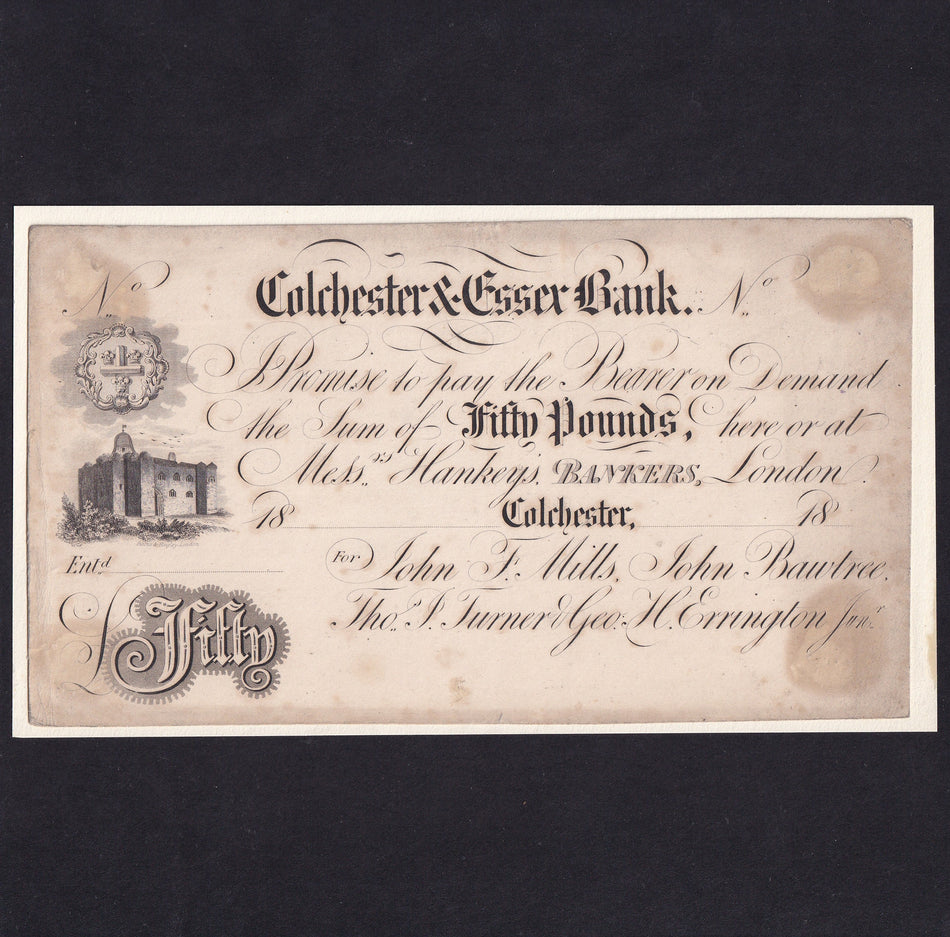 No Colchester & Essex Bank. No
I Promise to pay the Bearer on Demand
the Sum of Fifty Pounds, here or at
Messrs Hankeys, BANKERS, London.
18 Colchester, 18
Entd For John F. Mills, John Bawtree,
Thos. J. Turner & Geo. H. Errington Junr.
£ Fifty